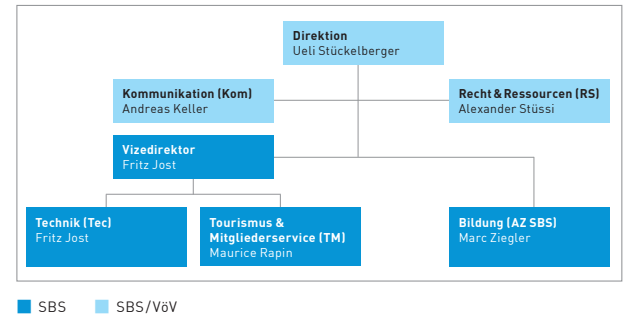 Direktion
Ueli Stückelberger
Kommunikation (Kom)
Andreas Keller
Recht & Ressourcen (RS)
Alexander Stüssi
Vizedirektor
Fritz Jost
Technik (Tec)
Fritz Jost
Tourismus &
Mitgliederservice (TM)
Maurice Rapin
Bildung (AZ SBS)
Marc Ziegler
SBS
SBS/VöV